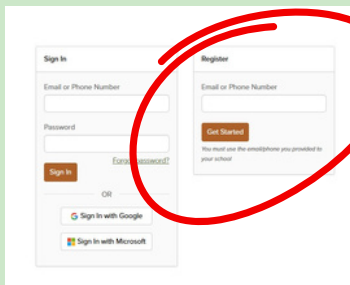 Sign In
Email or Phone Number
Password
Forgot password?
Sign In
OR
Sign In with Google
Sign In with Microsoft
Register
Email or Phone Number
Get Started
You must use the email/phone you provided to
your school